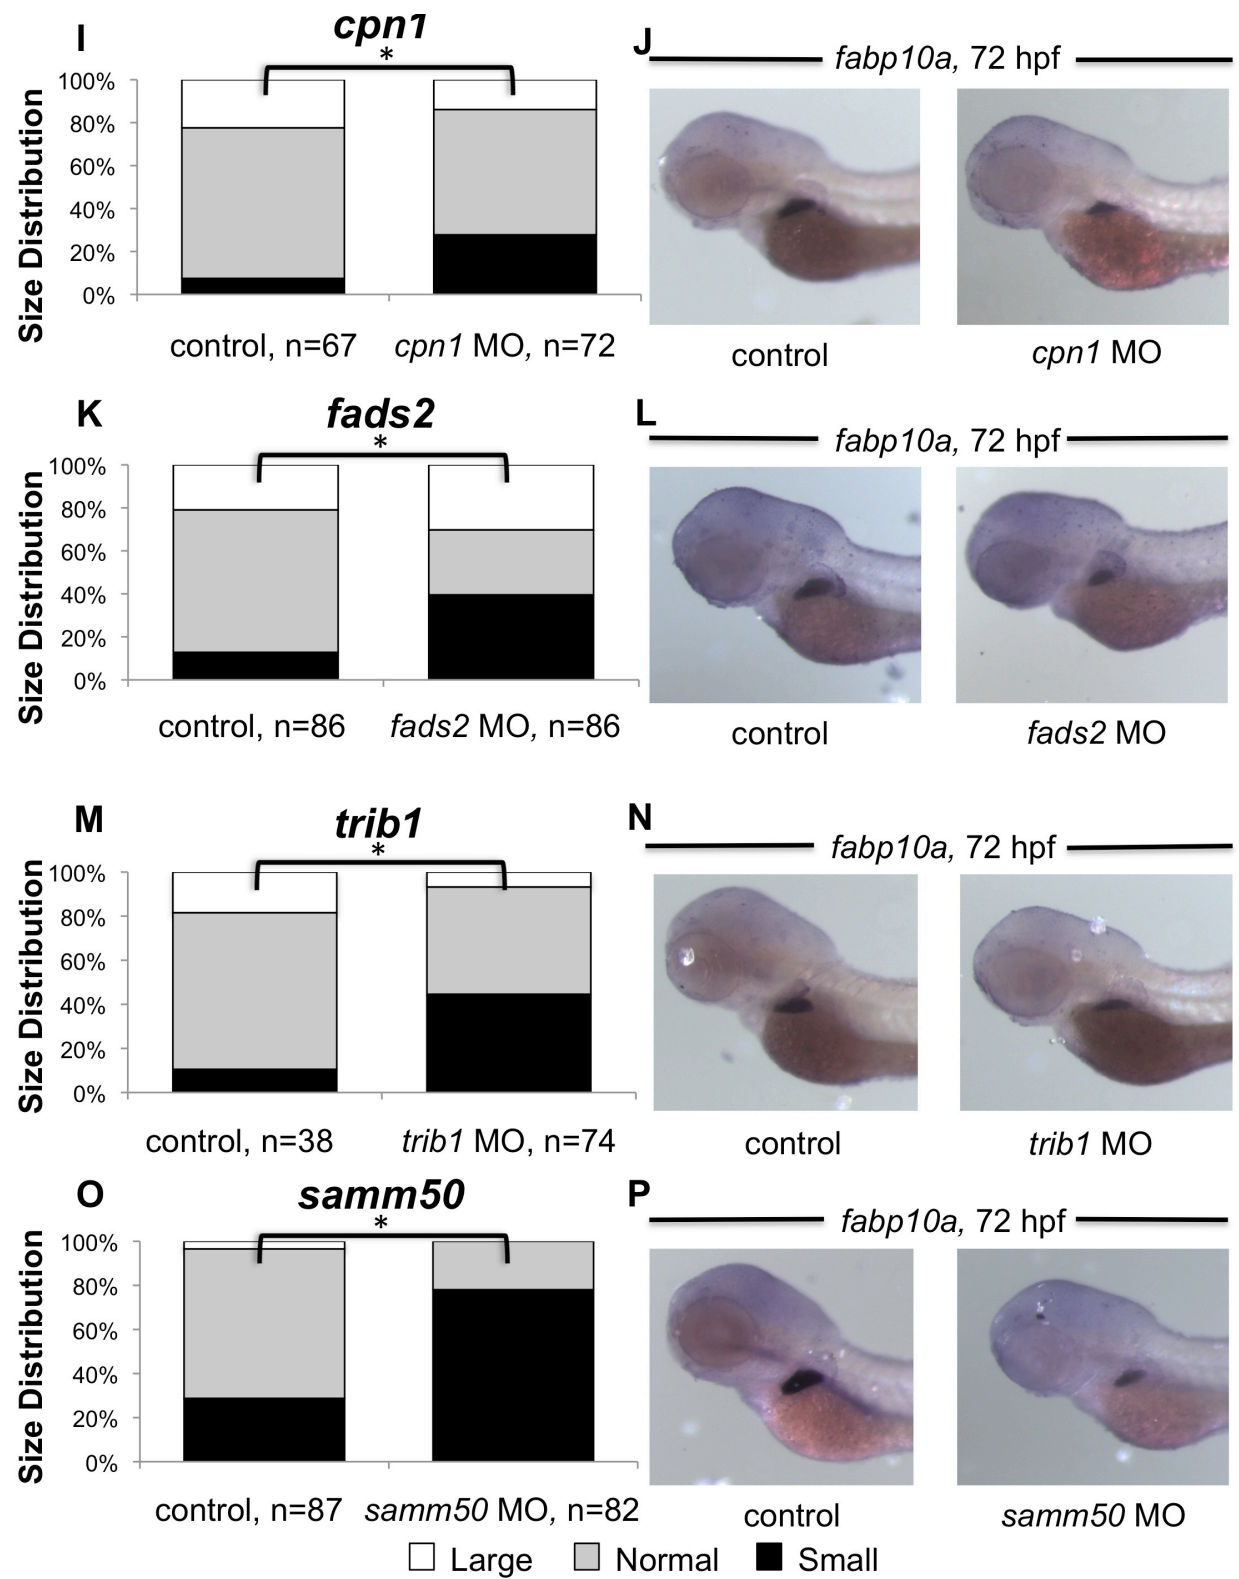 I
cpn1
*
Size Distribution
100%
80%
60%
40%
20%
0%
control, n=67
cpn1 MO, n=72
J
fabp10a, 72 hpf
control
cpn1 MO
K
fads2
*
Size Distribution
100%
80%
60%
40%
20%
0%
control, n=86
fads2 MO, n=86
L
fabp10a, 72 hpf
control
fads2 MO
M
trib1
*
Size Distribution
100%
80%
60%
40%
20%
0%
control, n=38
trib1 MO, n=74
N
fabp10a, 72 hpf
control
trib1 MO
O
samm50
*
Size Distribution
100%
80%
60%
40%
20%
0%
control, n=87
samm50 MO, n=82
P
fabp10a, 72 hpf
control
samm50 MO
Large
Normal
Small